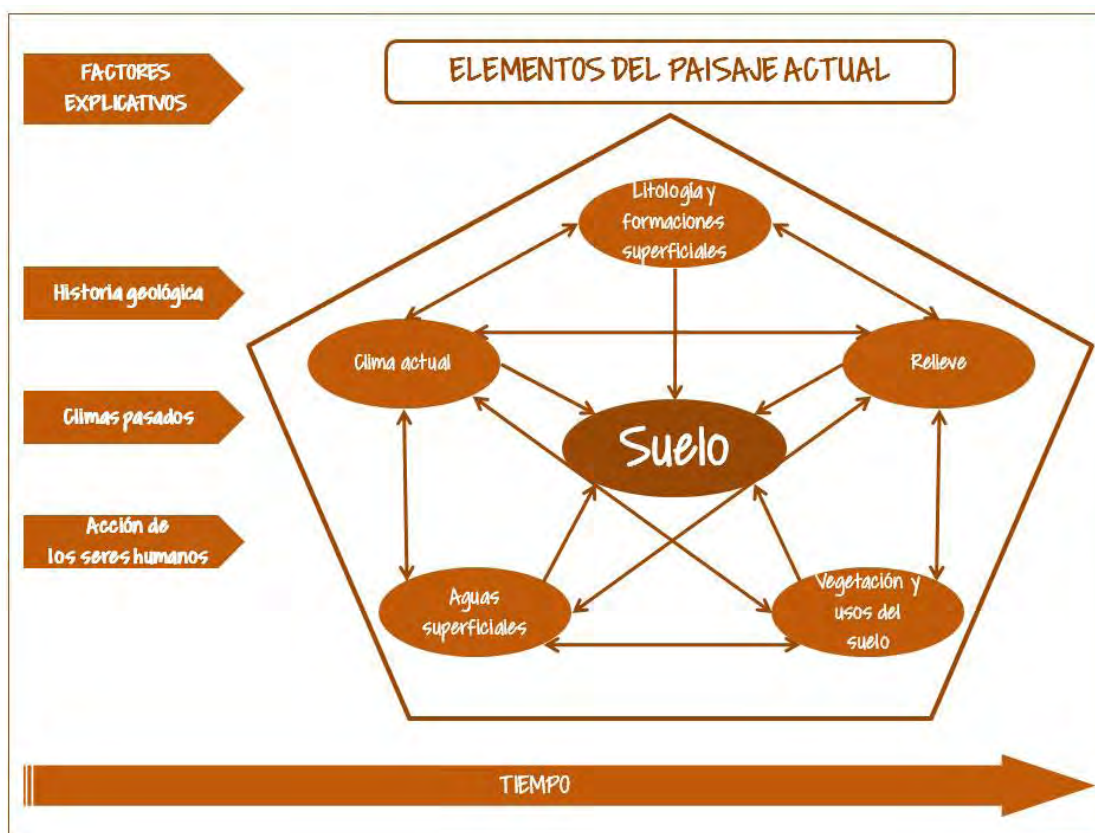 FACTORES
EXPLICATIVOS
ELEMENTOS DEL PAISAJE ACTUAL
Litología y
formaciones
superficiales
Historia geológica
Clima actual
Relieve
Climas pasados
Suelo
Acción de
los seres humanos
Aguas
superficiales
Vegetación y
usos del
suelo
TIEMPO